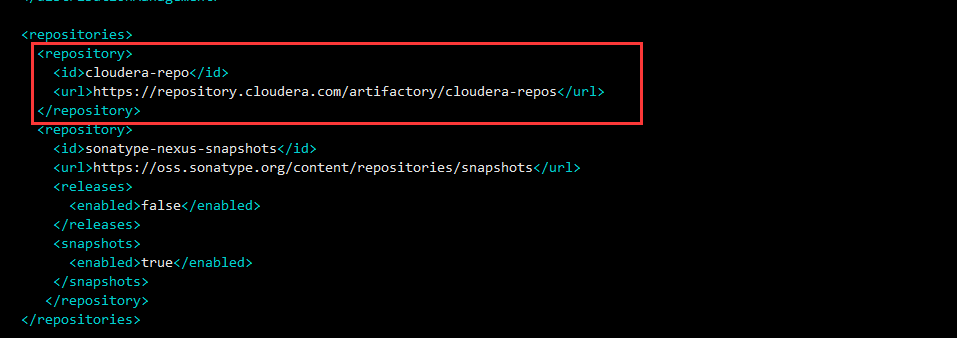 <repositories>
<repository>
<id>cloudera-repo</id>
<url>https://repository.cloudera.com/artifactory/cloudera-repos</url>
</repository>
<repository>
<id>sonatype-nexus-snapshots</id>
<url>https://oss.sonatype.org/content/repositories/snapshots</url>
<releases>
<enabled>false</enabled>
</releases>
<snapshots>
<enabled>true</enabled>
</snapshots>
</repository>
</repositories>